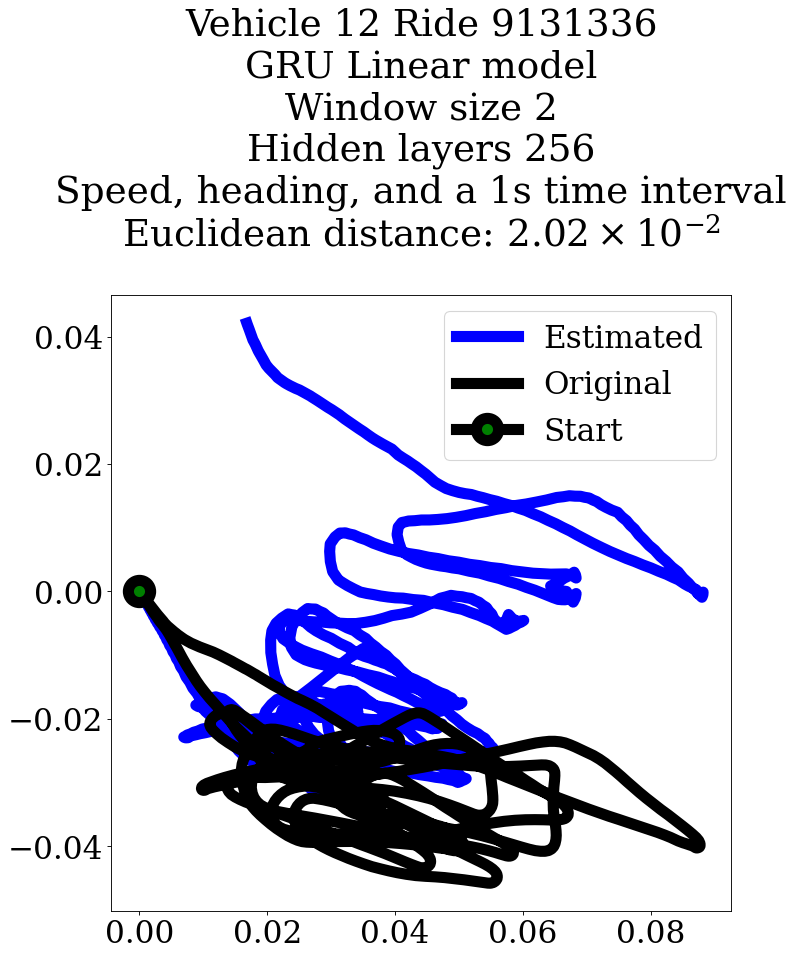 Vehicle 12 Ride 9131336
GRU Linear model
Window size 2
Hidden layers 256
Speed, heading, and a 1s time interval
Euclidean distance: 2.02 × 10⁻²
Estimated
Original
Start
0.04
0.02
0.00
−0.02
−0.04
0.00 0.02 0.04 0.06 0.08